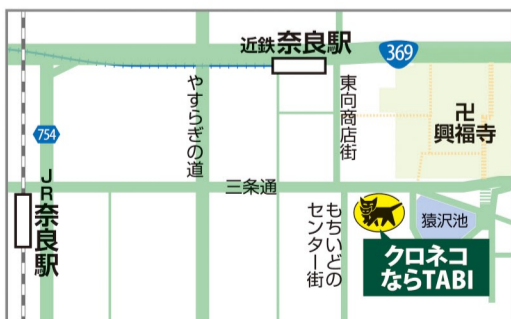 近鉄奈良駅
369
やすらぎの道
東向商店街
卍
興福寺
754
JR奈良駅
三条通
もちいどの
センター街
猿沢池
クロネコ
ならTABI